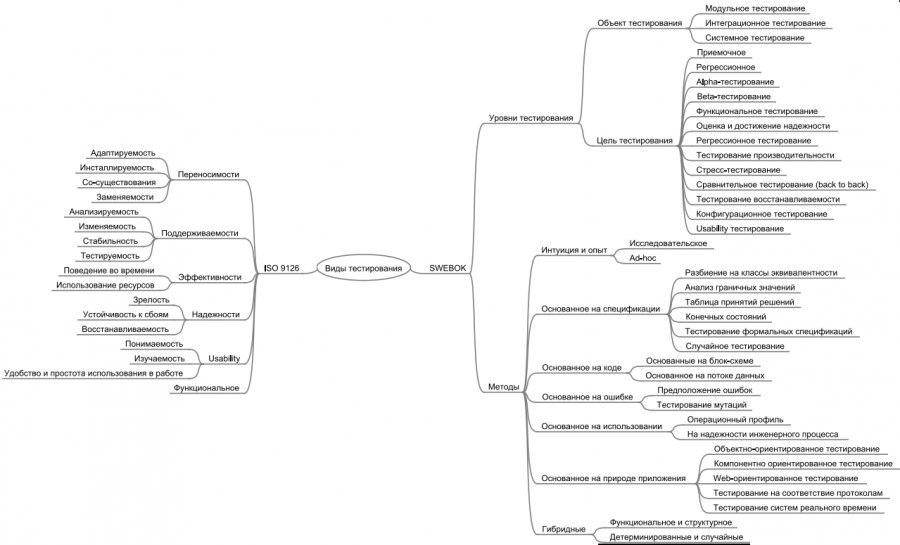 Виды тестирования
ISO 9126
Переносимости
Адаптируемость
Инсталлируемость
Со-существования
Заменяемости
Поддерживаемости
Анализируемость
Изменяемость
Стабильность
Тестируемость
Эффективности
Поведение во времени
Использование ресурсов
Надежности
Зрелость
Устойчивость к сбоям
Восстанавливаемость
Usability
Понимаемость
Изучаемость
Удобство и простота использования в работе
Функциональное
SWEBOK
Уровни тестирования
Объект тестирования
Модульное тестирование
Интеграционное тестирование
Системное тестирование
Цель тестирования
Приемочное
Регрессионное
Alpha-тестирование
Beta-тестирование
Функциональное тестирование
Оценка и достижение надежности
Регрессионное тестирование
Тестирование производительности
Стресс-тестирование
Сравнительное тестирование (back to back)
Тестирование восстанавливаемости
Конфигурационное тестирование
Usability тестирование
Методы
Интуиция и опыт
Исследовательское
Ad-hoc
Основанное на спецификации
Разбиение на классы эквивалентности
Анализ граничных значений
Таблица принятий решений
Конечных состояний
Тестирование формальных спецификаций
Случайное тестирование
Основанное на коде
Основанные на блок-схеме
Основанное на потоке данных
Основанное на ошибке
Предположение ошибок
Тестирование мутаций
Основанное на использовании
Операционный профиль
На надежности инженерного процесса
Основанное на природе приложения
Объектно-ориентированное тестирование
Компонентно ориентированное тестирование
Web-ориентированное тестирование
Тестирование на соответствие протоколам
Тестирование систем реального времени
Гибридные
Функциональное и структурное
Детерминированные и случайные